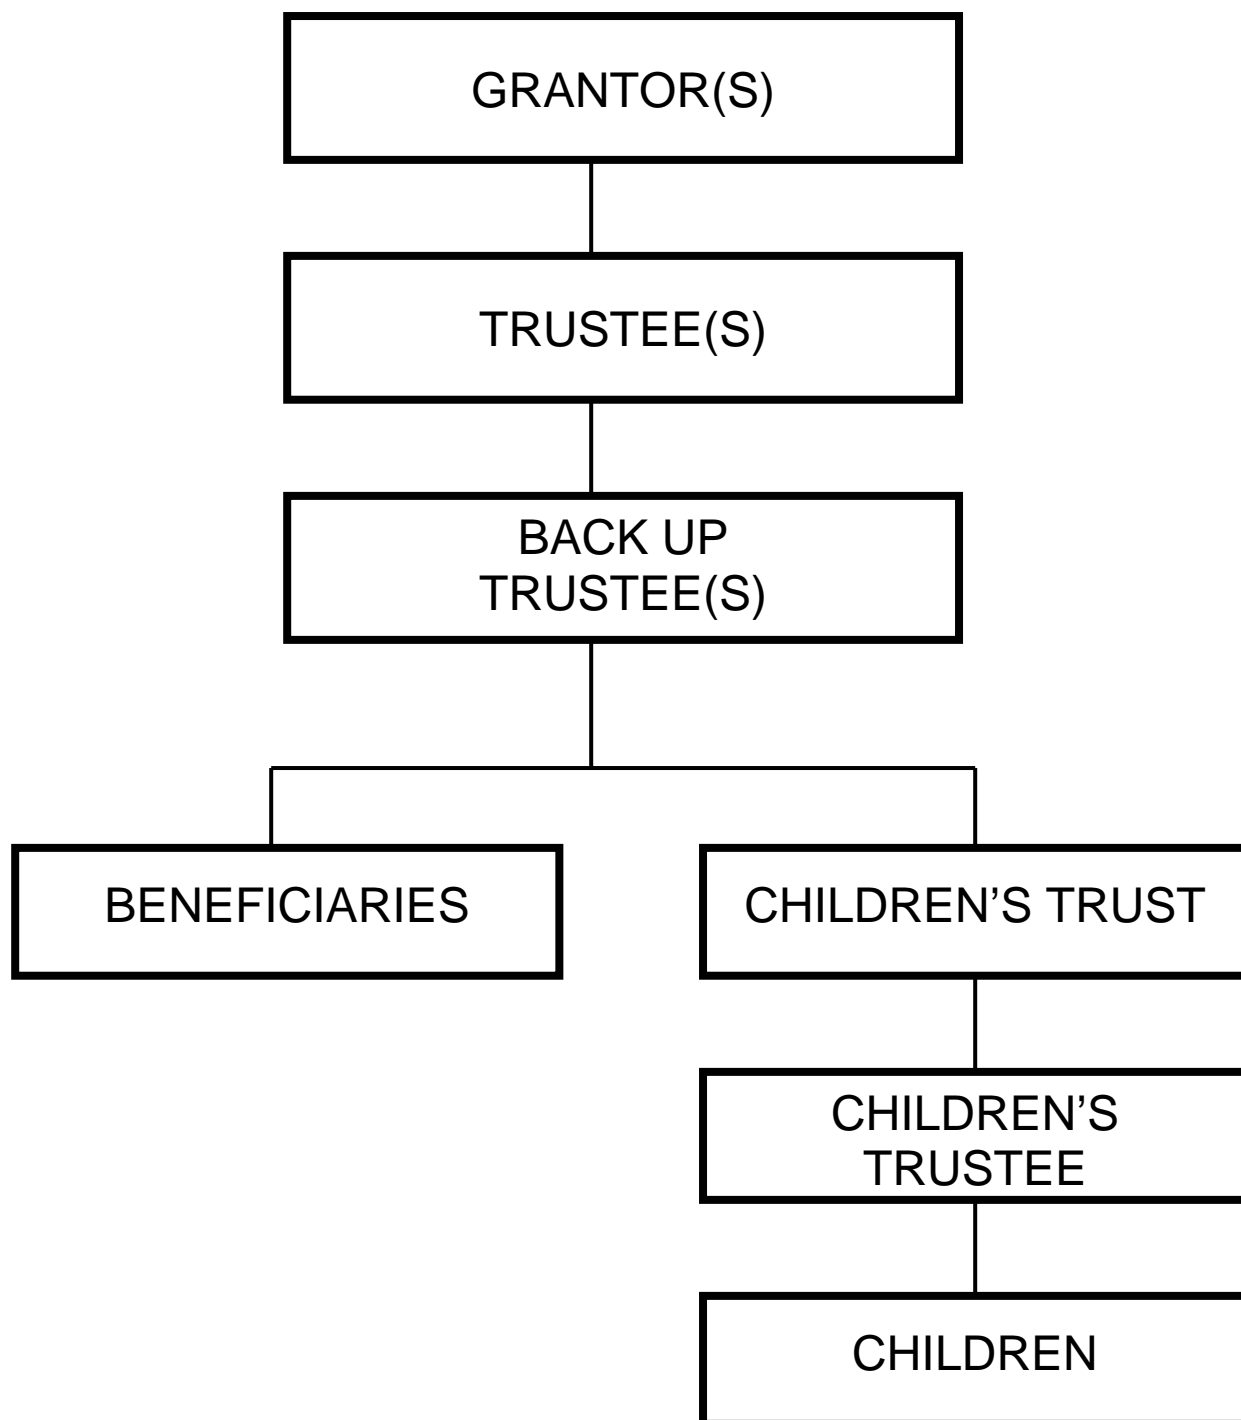 GRANTOR(S)
TRUSTEE(S)
BACK UP
TRUSTEE(S)
BENEFICIARIES
CHILDREN’S TRUST
CHILDREN’S
TRUSTEE
CHILDREN